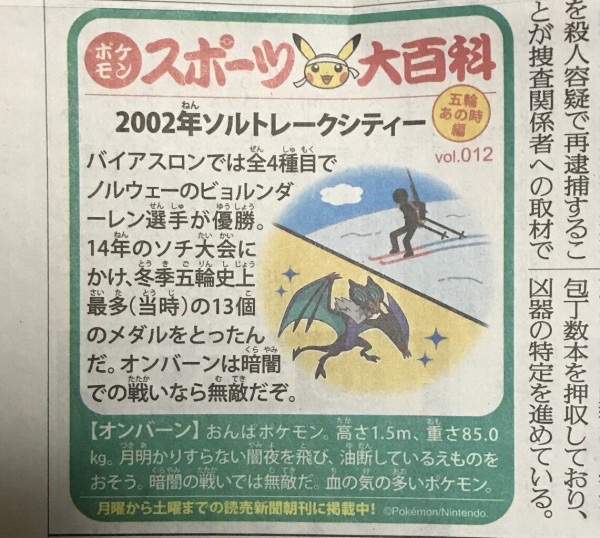 ポケモン
スポーツ大百科
五輪
あの時
編
vol.012
2002年ソルトレークシティー
バイアスロンでは全4種目で
ノルウェーのビョルンダ
ーレン選手が優勝。
14年のソチ大会に
かけ、冬季五輪史上
最多(当時)の13個
のメダルをとったん
だ。オンバーンは暗闇
での戦いなら無敵だぞ。
【オンバーン】おんぱポケモン。高さ1.5m、重さ85.0
kg。月明かりすらない闇夜を飛び、油断しているえものを
おそう。暗闇の戦いでは無敵だ。血の気の多いポケモン。
月曜から土曜までの読売新聞朝刊に掲載中!
©Pokémon/Nintendo.
を殺人容疑で再逮捕するこ
とが捜査関係者への取材で
包丁数本を押収しており、
凶器の特定を進めている。